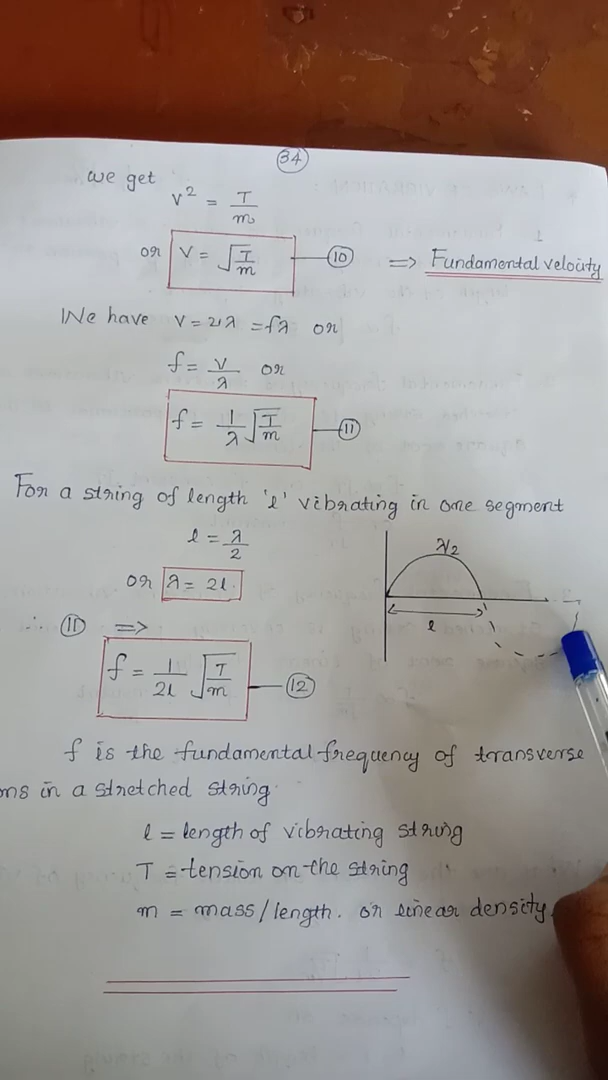 34
we get
v² = T/m
or v = √T/m — 10 => Fundamental velocity
We have v = νλ = fλ or
f = v/λ or
f = 1/λ √T/m — 11
For a string of length 'l' vibrating in one segment
l = λ/2
or λ = 2l.
λ/2
l
∴ 11 =>
f = 1/2l √T/m — 12
f is the fundamental frequency of transverse
ns in a stretched string.
l = length of vibrating string
T = tension on the string
m = mass/length. or linear density.